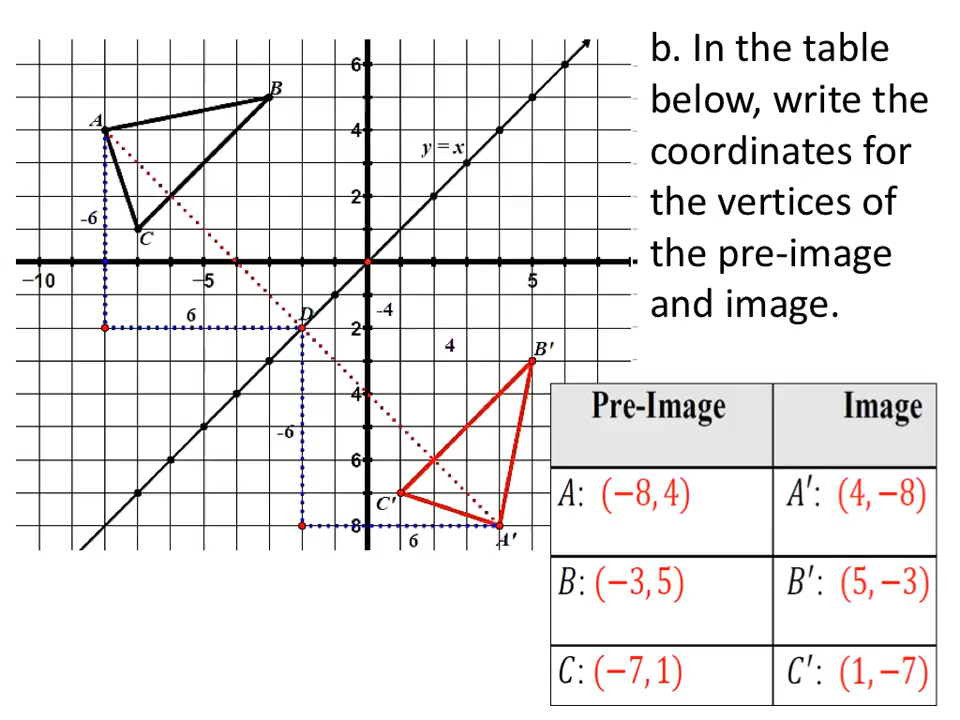 b. In the table
below, write the
coordinates for
the vertices of
the pre-image
and image.
6
B
A
4
y = x
2
-6
C
−10
−5
5
6
D
-4
2
4
B'
4
-6
6
C'
8
6
A'
Pre-Image Image
A: (−8, 4) A′: (4, −8)
B: (−3, 5) B′: (5, −3)
C: (−7, 1) C′: (1, −7)